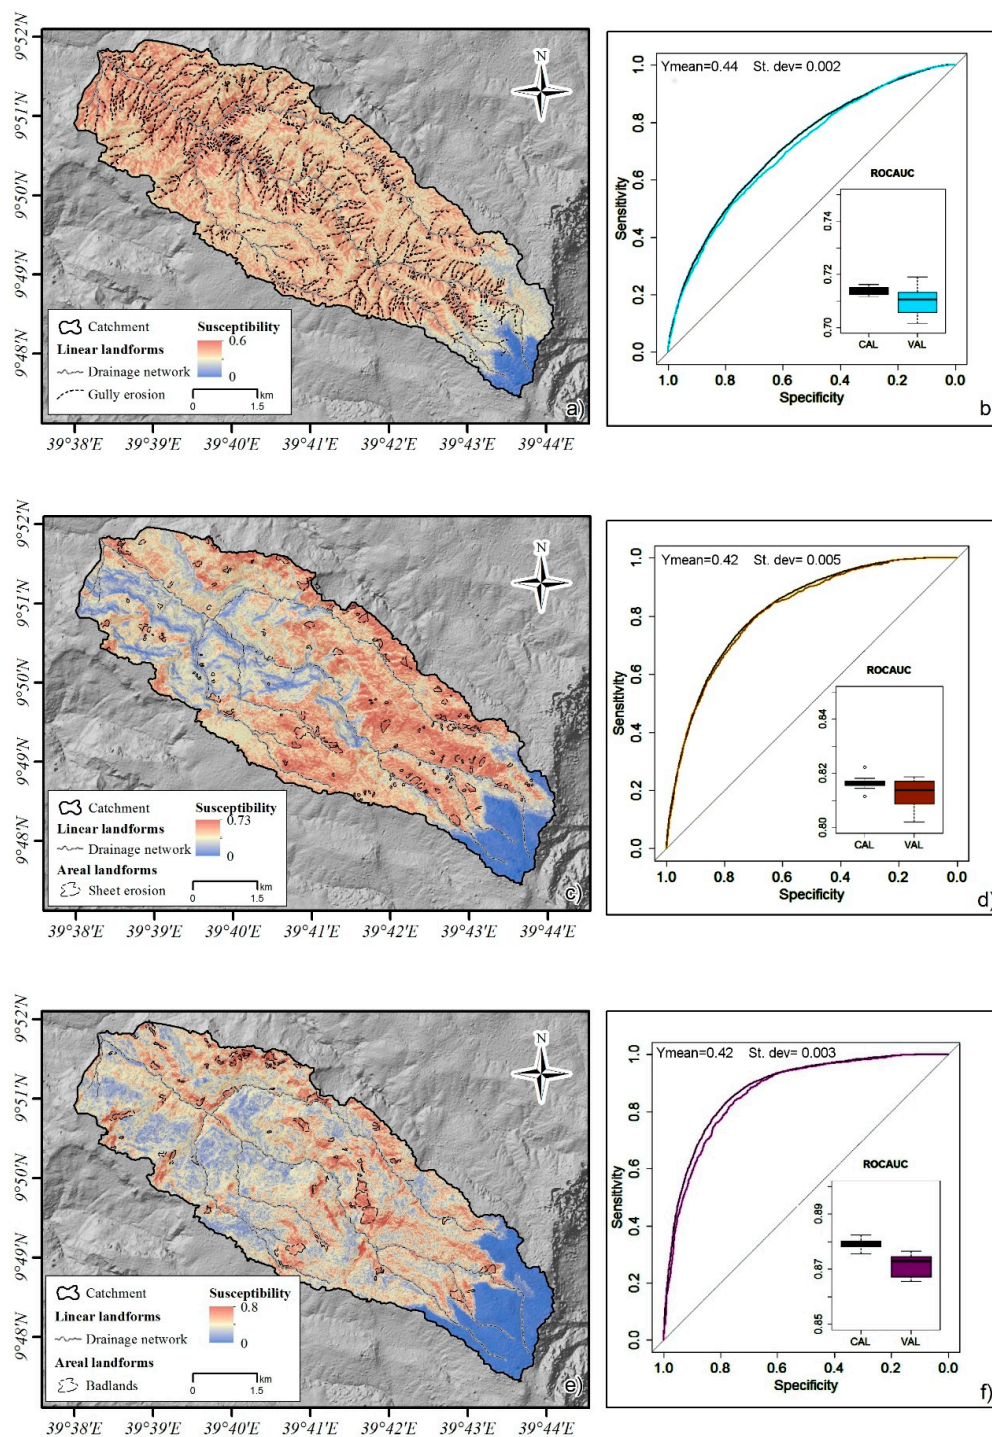 9°52'N
9°51'N
9°50'N
9°49'N
9°48'N
N
Catchment
Linear landforms
Drainage network
Gully erosion
Susceptibility
0.6
0
km
0 1.5
a)
39°38'E 39°39'E 39°40'E 39°41'E 39°42'E 39°43'E 39°44'E
Ymean=0.44 St. dev= 0.002
Sensitivity
1.0
0.8
0.6
0.4
0.2
0.0
ROCAUC
0.74
0.72
0.70
CAL VAL
1.0 0.8 0.6 0.4 0.2 0.0
Specificity
b
9°52'N
9°51'N
9°50'N
9°49'N
9°48'N
N
Catchment
Linear landforms
Drainage network
Areal landforms
Sheet erosion
Susceptibility
0.73
0
km
0 1.5
c)
39°38'E 39°39'E 39°40'E 39°41'E 39°42'E 39°43'E 39°44'E
Ymean=0.42 St. dev= 0.005
Sensitivity
1.0
0.8
0.6
0.4
0.2
0.0
ROCAUC
0.84
0.82
0.80
CAL VAL
1.0 0.8 0.6 0.4 0.2 0.0
Specificity
d)
9°52'N
9°51'N
9°50'N
9°49'N
9°48'N
N
Catchment
Linear landforms
Drainage network
Areal landforms
Badlands
Susceptibility
0.8
0
km
0 1.5
e)
39°38'E 39°39'E 39°40'E 39°41'E 39°42'E 39°43'E 39°44'E
Ymean=0.42 St. dev= 0.003
Sensitivity
1.0
0.8
0.6
0.4
0.2
0.0
ROCAUC
0.89
0.87
0.85
CAL VAL
1.0 0.8 0.6 0.4 0.2 0.0
Specificity
f)